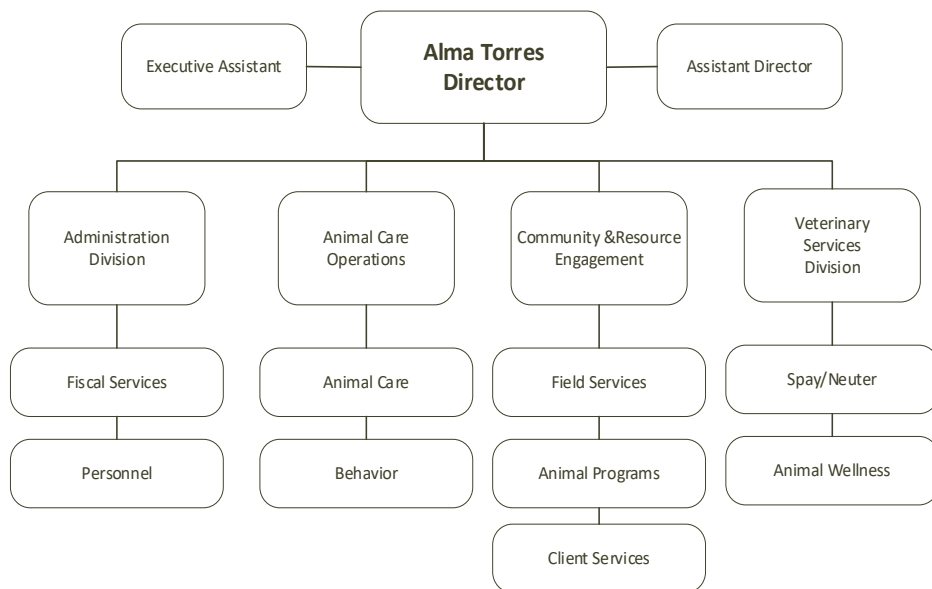 Executive Assistant
Alma Torres
Director
Assistant Director
Administration
Division
Animal Care
Operations
Community &Resource
Engagement
Veterinary
Services
Division
Fiscal Services
Animal Care
Field Services
Spay/Neuter
Personnel
Behavior
Animal Programs
Animal Wellness
Client Services